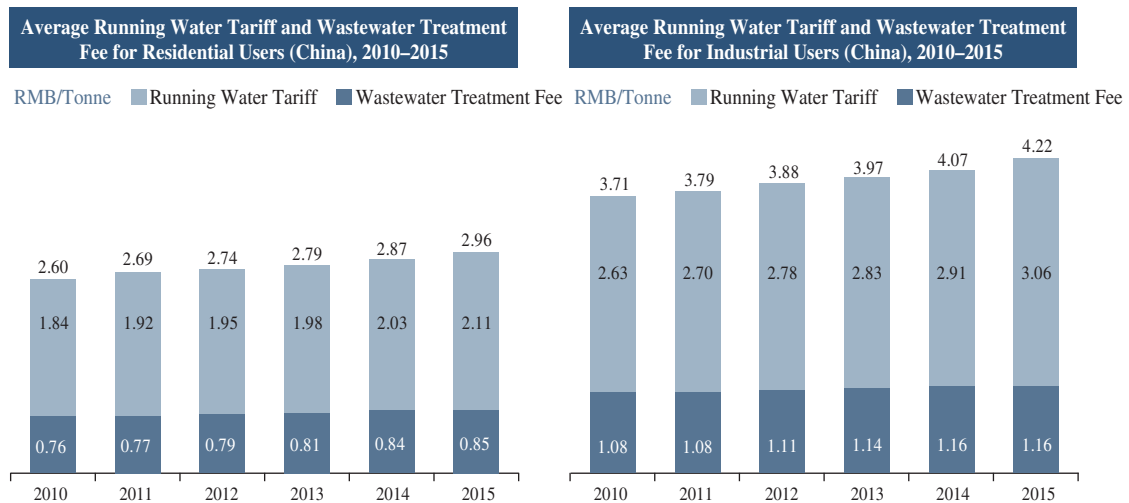 Average Running Water Tariff and Wastewater Treatment
Fee for Residential Users (China), 2010–2015
RMB/Tonne Running Water Tariff Wastewater Treatment Fee
2.60 2.69 2.74 2.79 2.87 2.96
1.84 1.92 1.95 1.98 2.03 2.11
0.76 0.77 0.79 0.81 0.84 0.85
2010 2011 2012 2013 2014 2015
Average Running Water Tariff and Wastewater Treatment
Fee for Industrial Users (China), 2010–2015
RMB/Tonne Running Water Tariff Wastewater Treatment Fee
3.71 3.79 3.88 3.97 4.07 4.22
2.63 2.70 2.78 2.83 2.91 3.06
1.08 1.08 1.11 1.14 1.16 1.16
2010 2011 2012 2013 2014 2015